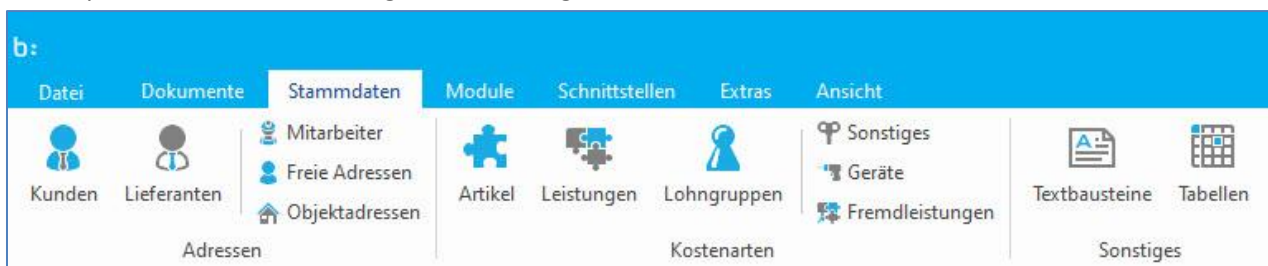 b:
Datei Dokumente Stammdaten Module Schnittstellen Extras Ansicht
Kunden Lieferanten
Mitarbeiter
Freie Adressen
Objektadressen
Adressen
Artikel Leistungen Lohngruppen
Sonstiges
Geräte
Fremdleistungen
Kostenarten
A
Textbausteine Tabellen
Sonstiges